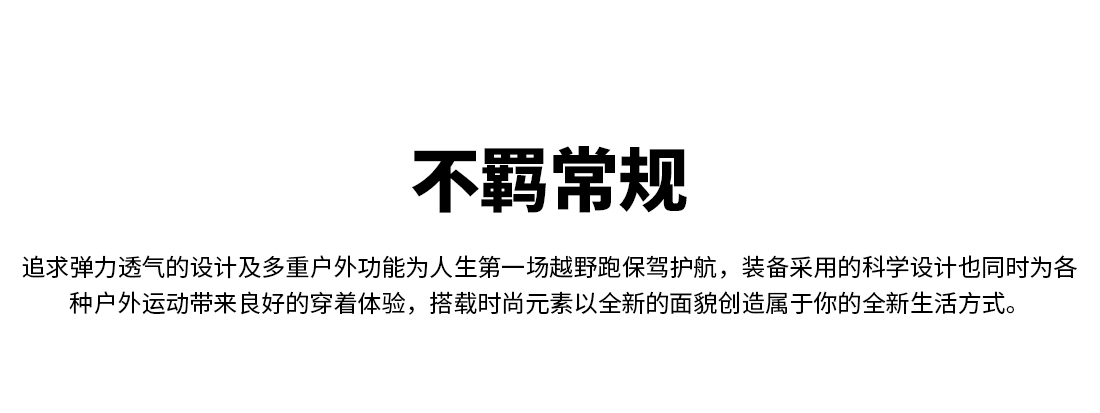 不羁常规
追求弹力透气的设计及多重户外功能为人生第一场越野跑保驾护航，装备采用的科学设计也同时为各
种户外运动带来良好的穿着体验，搭载时尚元素以全新的面貌创造属于你的全新生活方式。